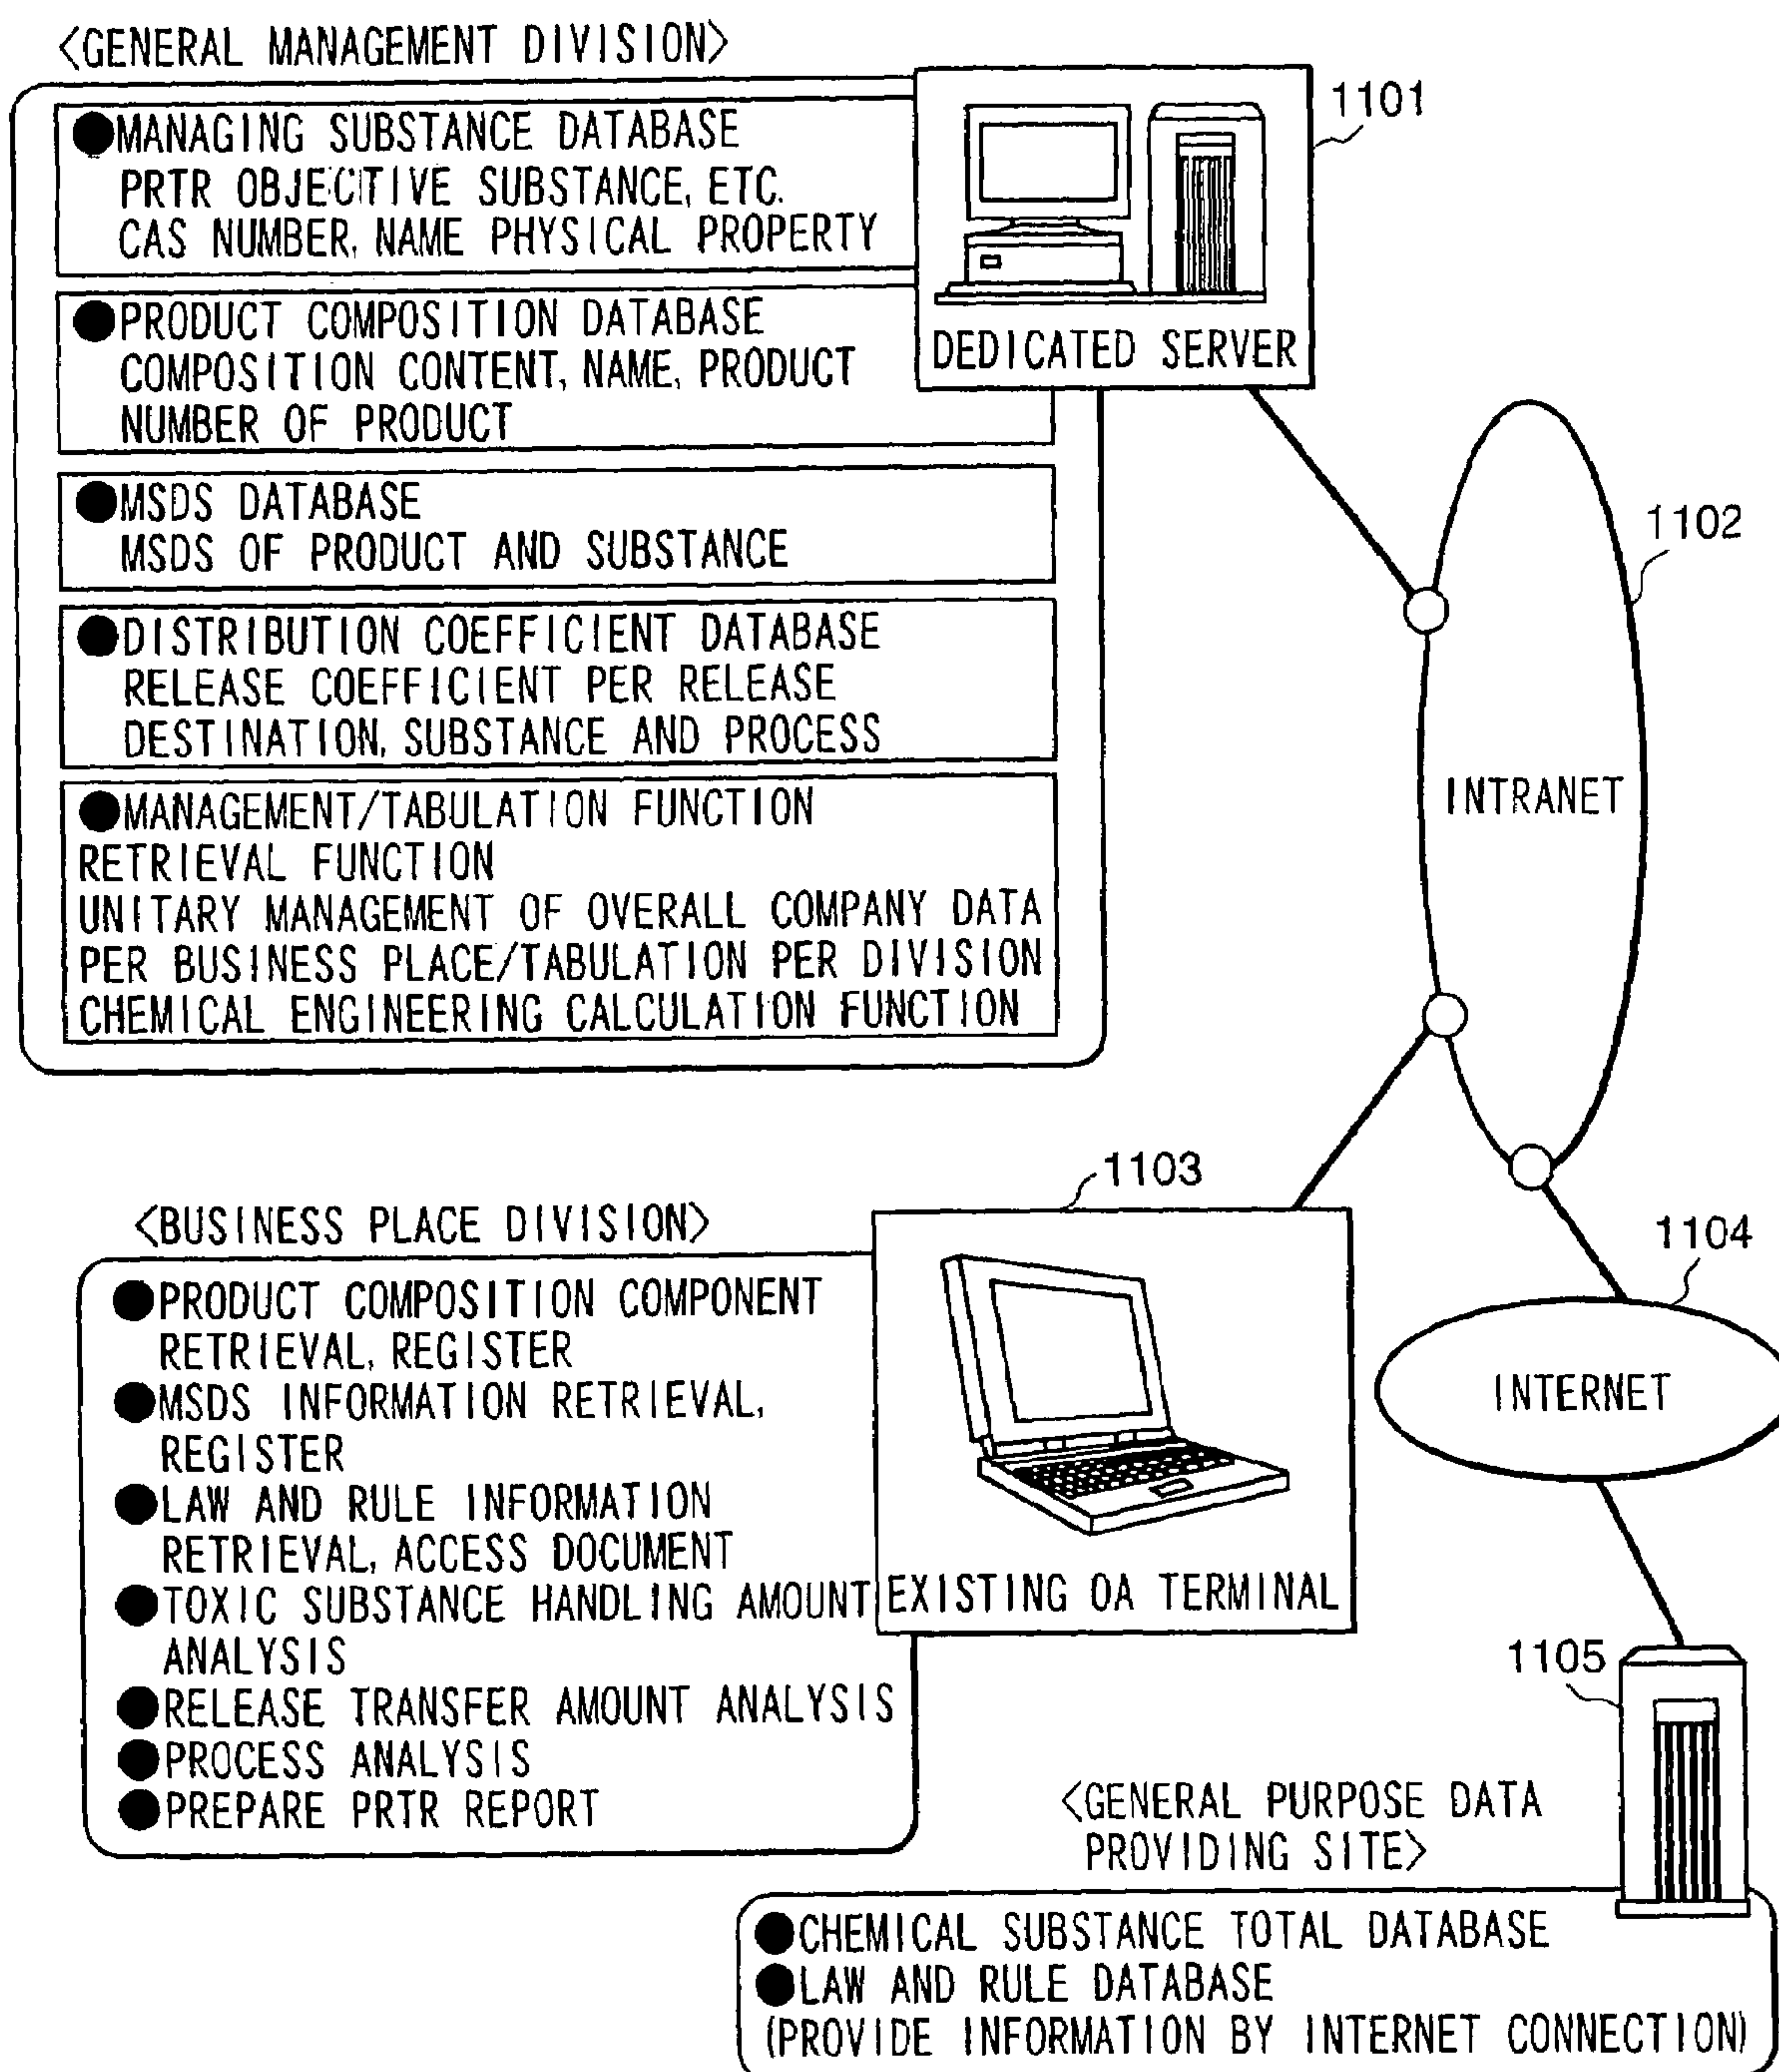 <GENERAL MANAGEMENT DIVISION>
1101
●MANAGING SUBSTANCE DATABASE
PRTR OBJECITIVE SUBSTANCE, ETC.
CAS NUMBER, NAME PHYSICAL PROPERTY
●PRODUCT COMPOSITION DATABASE
COMPOSITION CONTENT, NAME, PRODUCT
NUMBER OF PRODUCT
DEDICATED SERVER
●MSDS DATABASE
MSDS OF PRODUCT AND SUBSTANCE
●DISTRIBUTION COEFFICIENT DATABASE
RELEASE COEFFICIENT PER RELEASE
DESTINATION, SUBSTANCE AND PROCESS
●MANAGEMENT/TABULATION FUNCTION
RETRIEVAL FUNCTION
UNITARY MANAGEMENT OF OVERALL COMPANY DATA
PER BUSINESS PLACE/TABULATION PER DIVISION
CHEMICAL ENGINEERING CALCULATION FUNCTION
1102
INTRANET
1103
<BUSINESS PLACE DIVISION>
●PRODUCT COMPOSITION COMPONENT
RETRIEVAL, REGISTER
●MSDS INFORMATION RETRIEVAL,
REGISTER
●LAW AND RULE INFORMATION
RETRIEVAL, ACCESS DOCUMENT
●TOXIC SUBSTANCE HANDLING AMOUNT
ANALYSIS
●RELEASE TRANSFER AMOUNT ANALYSIS
●PROCESS ANALYSIS
●PREPARE PRTR REPORT
EXISTING OA TERMINAL
1104
INTERNET
1105
<GENERAL PURPOSE DATA
PROVIDING SITE>
●CHEMICAL SUBSTANCE TOTAL DATABASE
●LAW AND RULE DATABASE
(PROVIDE INFORMATION BY INTERNET CONNECTION)